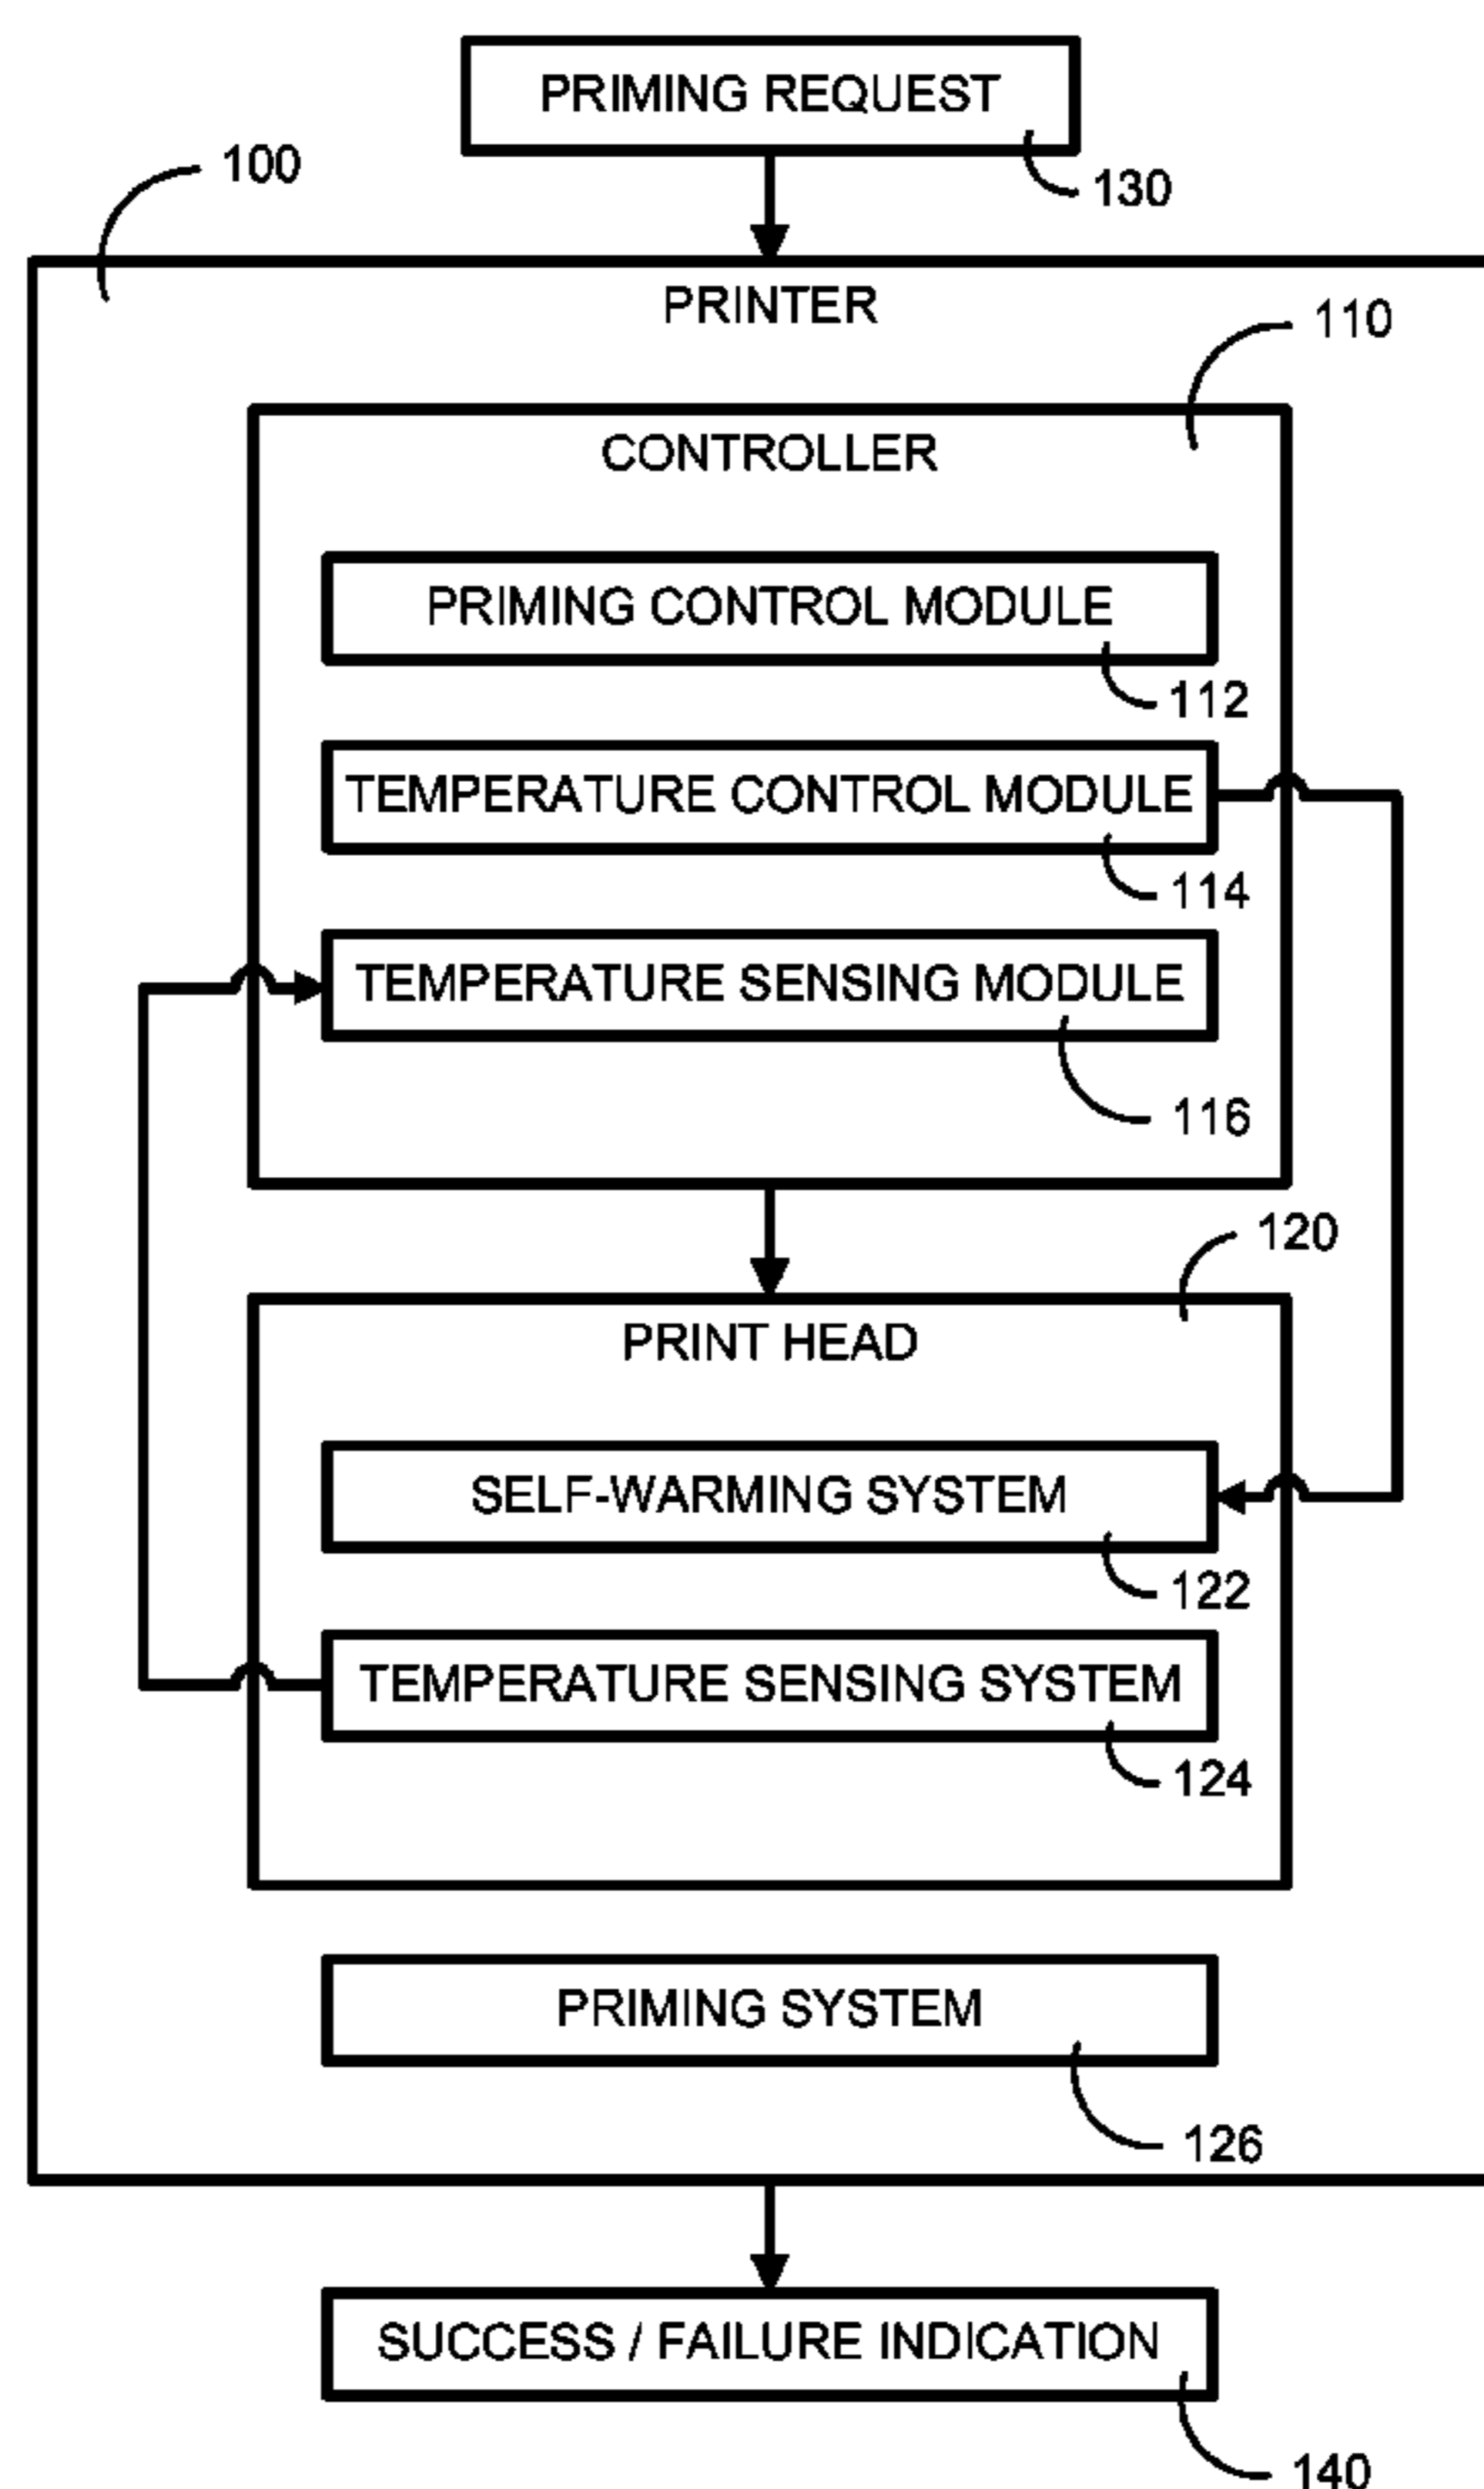 PRIMING REQUEST
130
100
PRINTER
110
CONTROLLER
PRIMING CONTROL MODULE
112
TEMPERATURE CONTROL MODULE
114
TEMPERATURE SENSING MODULE
116
120
PRINT HEAD
SELF-WARMING SYSTEM
122
TEMPERATURE SENSING SYSTEM
124
PRIMING SYSTEM
126
SUCCESS / FAILURE INDICATION
140